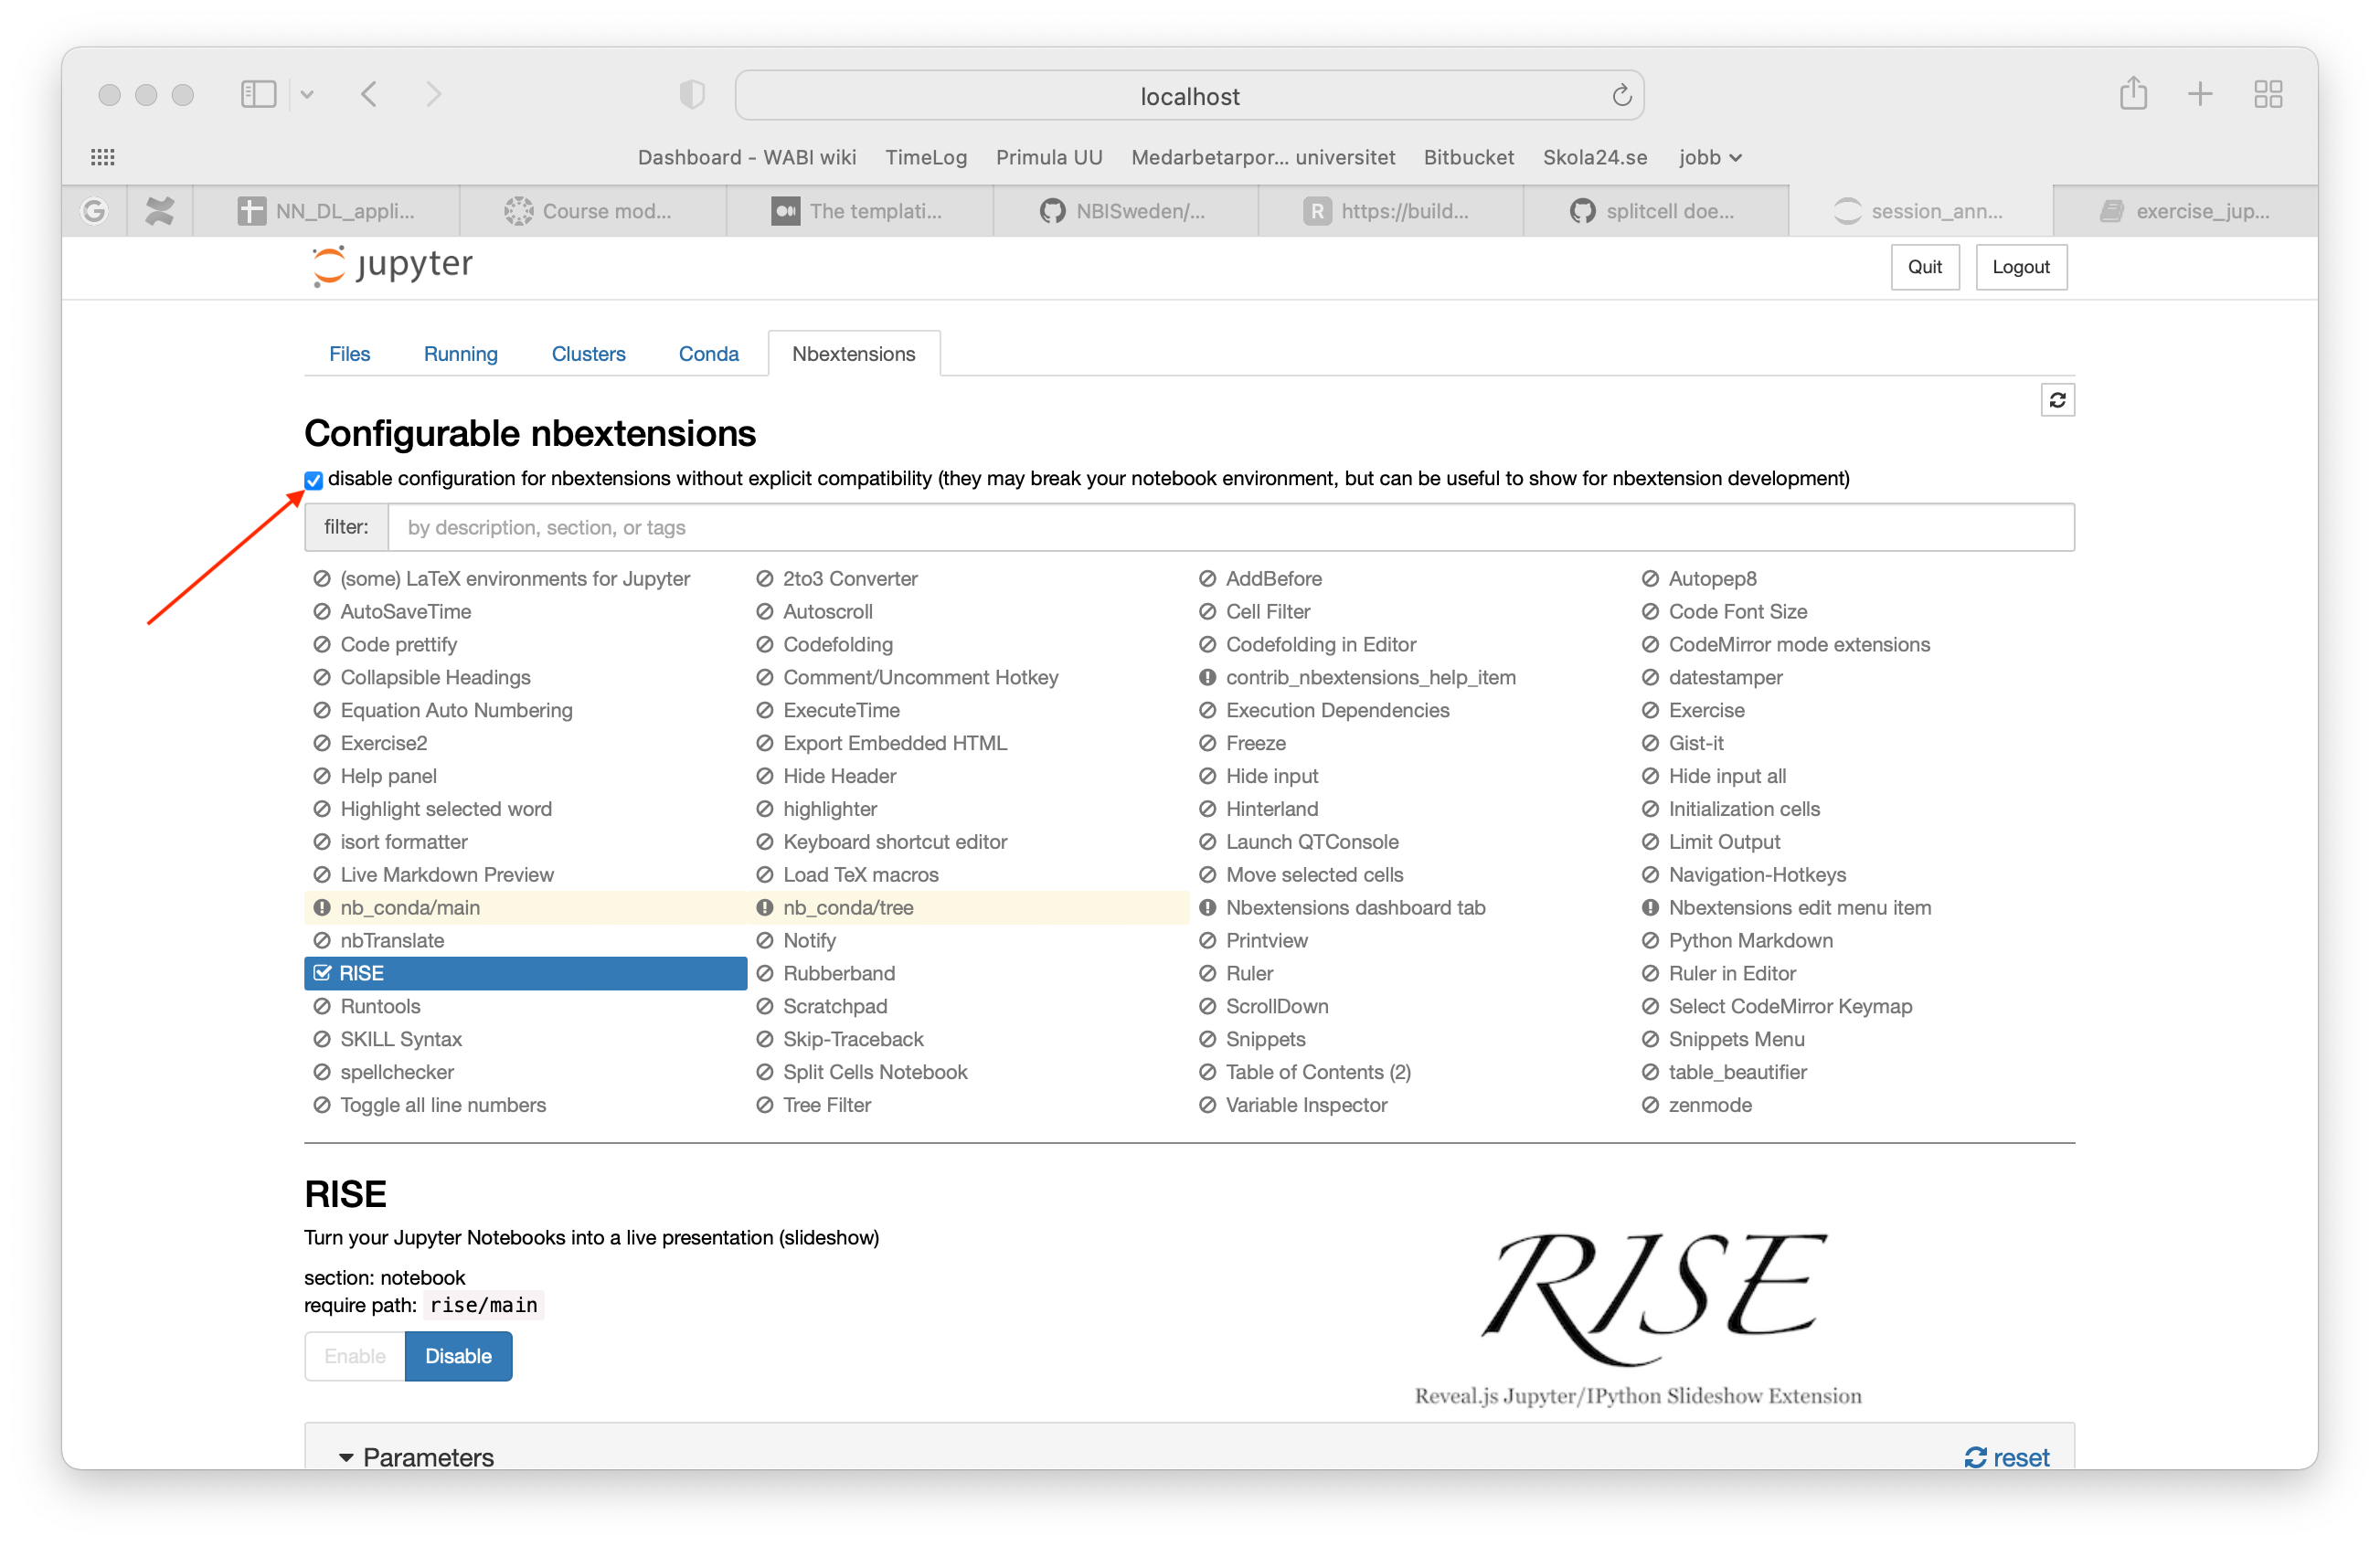 localhost
Dashboard - WABI wiki TimeLog Primula UU Medarbetarpor... universitet Bitbucket Skola24.se jobb
NN_DL_appli... Course mod... The templati... NBISweden/... https://build... splitcell doe... session_ann... exercise_jup...
jupyter Quit Logout
Files Running Clusters Conda Nbextensions
Configurable nbextensions
disable configuration for nbextensions without explicit compatibility (they may break your notebook environment, but can be useful to show for nbextension development)
filter: by description, section, or tags
(some) LaTeX environments for Jupyter 2to3 Converter AddBefore Autopep8
AutoSaveTime Autoscroll Cell Filter Code Font Size
Code prettify Codefolding Codefolding in Editor CodeMirror mode extensions
Collapsible Headings Comment/Uncomment Hotkey contrib_nbextensions_help_item datestamper
Equation Auto Numbering ExecuteTime Execution Dependencies Exercise
Exercise2 Export Embedded HTML Freeze Gist-it
Help panel Hide Header Hide input Hide input all
Highlight selected word highlighter Hinterland Initialization cells
isort formatter Keyboard shortcut editor Launch QTConsole Limit Output
Live Markdown Preview Load TeX macros Move selected cells Navigation-Hotkeys
nb_conda/main nb_conda/tree Nbextensions dashboard tab Nbextensions edit menu item
nbTranslate Notify Printview Python Markdown
RISE Rubberband Ruler Ruler in Editor
Runtools Scratchpad ScrollDown Select CodeMirror Keymap
SKILL Syntax Skip-Traceback Snippets Snippets Menu
spellchecker Split Cells Notebook Table of Contents (2) table_beautifier
Toggle all line numbers Tree Filter Variable Inspector zenmode
RISE
Turn your Jupyter Notebooks into a live presentation (slideshow)
section: notebook
require path: rise/main
Enable Disable
RISE
Reveal.js Jupyter/IPython Slideshow Extension
Parameters reset